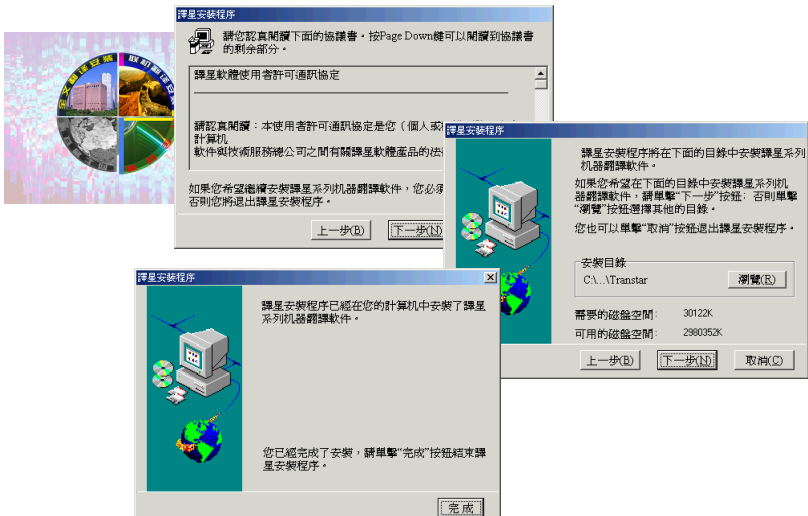 全文翻译安装
联机翻译安装
譯星安裝程序
請您認真閱讀下面的協議書。按Page Down鍵可以閱讀到協議書
的剩余部分。
譯星軟體使用者許可通訊協定
請認真閱讀：本使用者許可通訊協定是您（個人或
計算机
軟件與技術服務總公司之間有關譯星軟體產品的法
如果您希望繼續安裝譯星系列机器翻譯軟件，您必須
否則您將退出譯星安裝程序。
上一步(B)
下一步(N)
譯星安裝程序
譯星安裝程序將在下面的目錄中安裝譯星系列
机器翻譯軟件。
如果您希望在下面的目錄中安裝譯星系列机
器翻譯軟件，請單擊“下一步”按鈕；否則單擊
“瀏覽”按鈕選擇其他的目錄。
您也可以單擊“取消”按鈕退出譯星安裝程序。
安裝目錄
C:\...\Transtar
瀏覽(R)
需要的磁盤空間：
30122K
可用的磁盤空間：
2980352K
上一步(B)
下一步(N)
取消(C)
譯星安裝程序
譯星安裝程序已經在您的計算机中安裝了譯星
系列机器翻譯軟件。
您已經完成了安裝，請單擊“完成”按鈕結束譯
星安裝程序。
完成